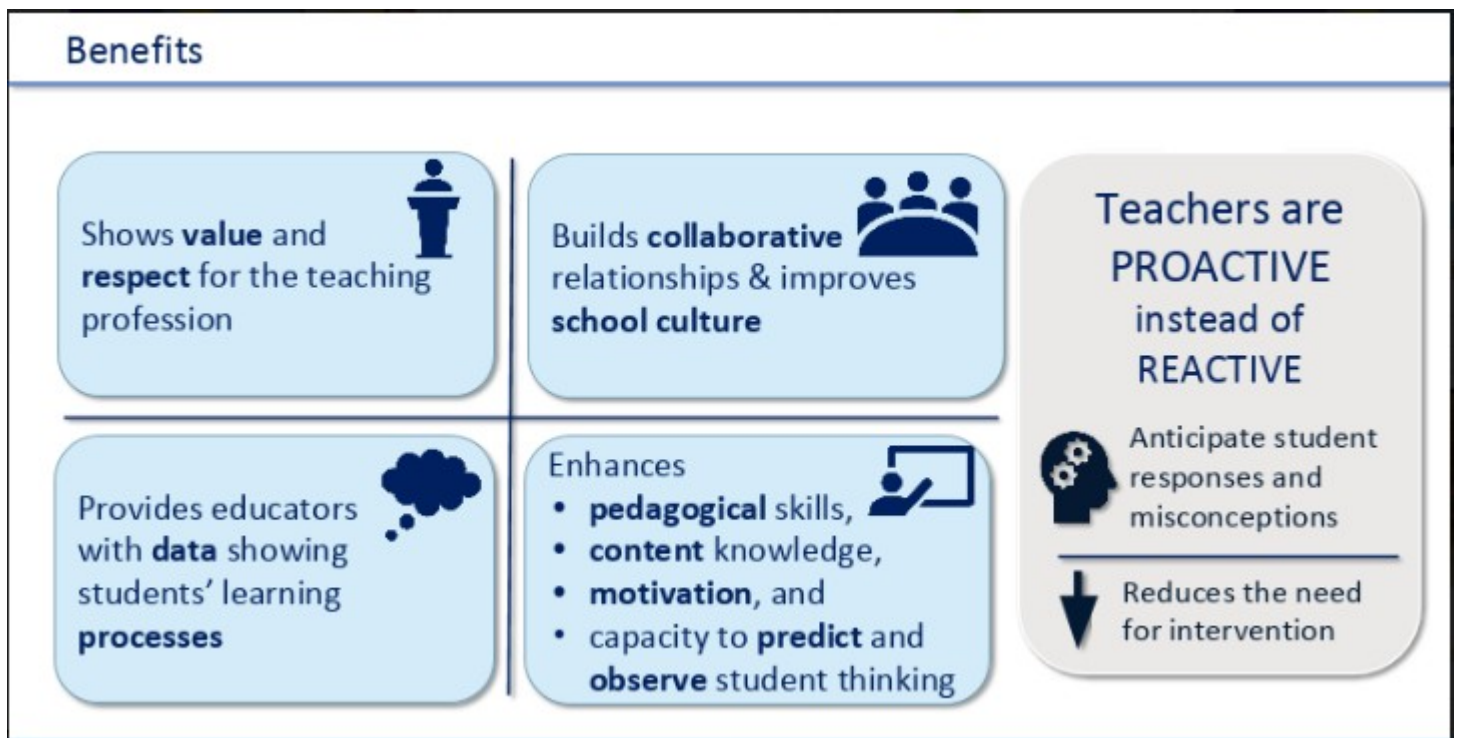 Benefits
Shows value and
respect for the teaching
profession
Builds collaborative
relationships & improves
school culture
Provides educators
with data showing
students’ learning
processes
Enhances
• pedagogical skills,
• content knowledge,
• motivation, and
• capacity to predict and
observe student thinking
Teachers are
PROACTIVE
instead of
REACTIVE
Anticipate student
responses and
misconceptions
Reduces the need
for intervention